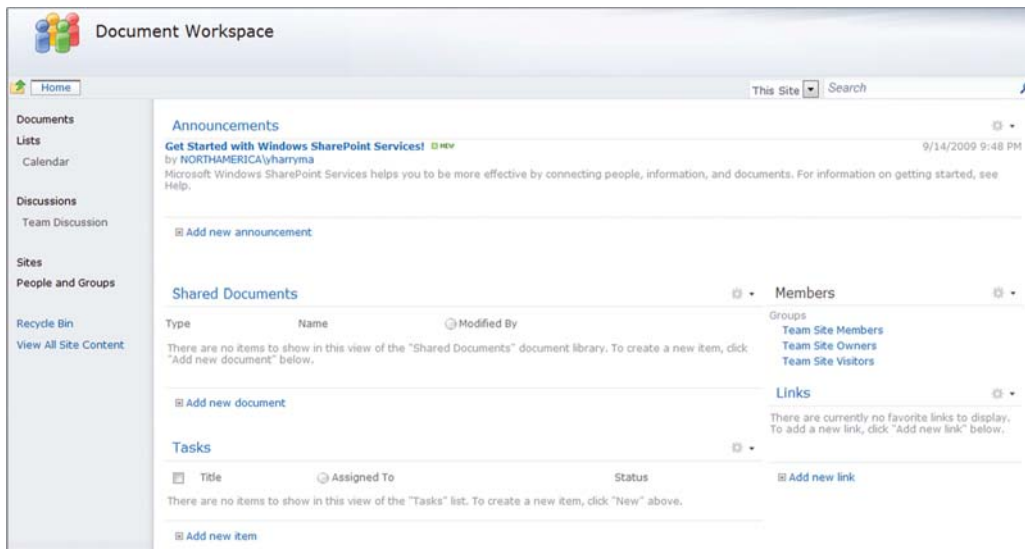 Document Workspace
Home
This Site
Search
Documents
Lists
Calendar
Discussions
Team Discussion
Sites
People and Groups
Recycle Bin
View All Site Content
Announcements
Get Started with Windows SharePoint Services! NEW
9/14/2009 9:48 PM
by NORTHAMERICA\yharryma
Microsoft Windows SharePoint Services helps you to be more effective by connecting people, information, and documents. For information on getting started, see
Help.
Add new announcement
Shared Documents
Type Name Modified By
There are no items to show in this view of the "Shared Documents" document library. To create a new item, click
"Add new document" below.
Add new document
Tasks
Title Assigned To Status
There are no items to show in this view of the "Tasks" list. To create a new item, click "New" above.
Add new item
Members
Groups
Team Site Members
Team Site Owners
Team Site Visitors
Links
There are currently no favorite links to display.
To add a new link, click "Add new link" below.
Add new link